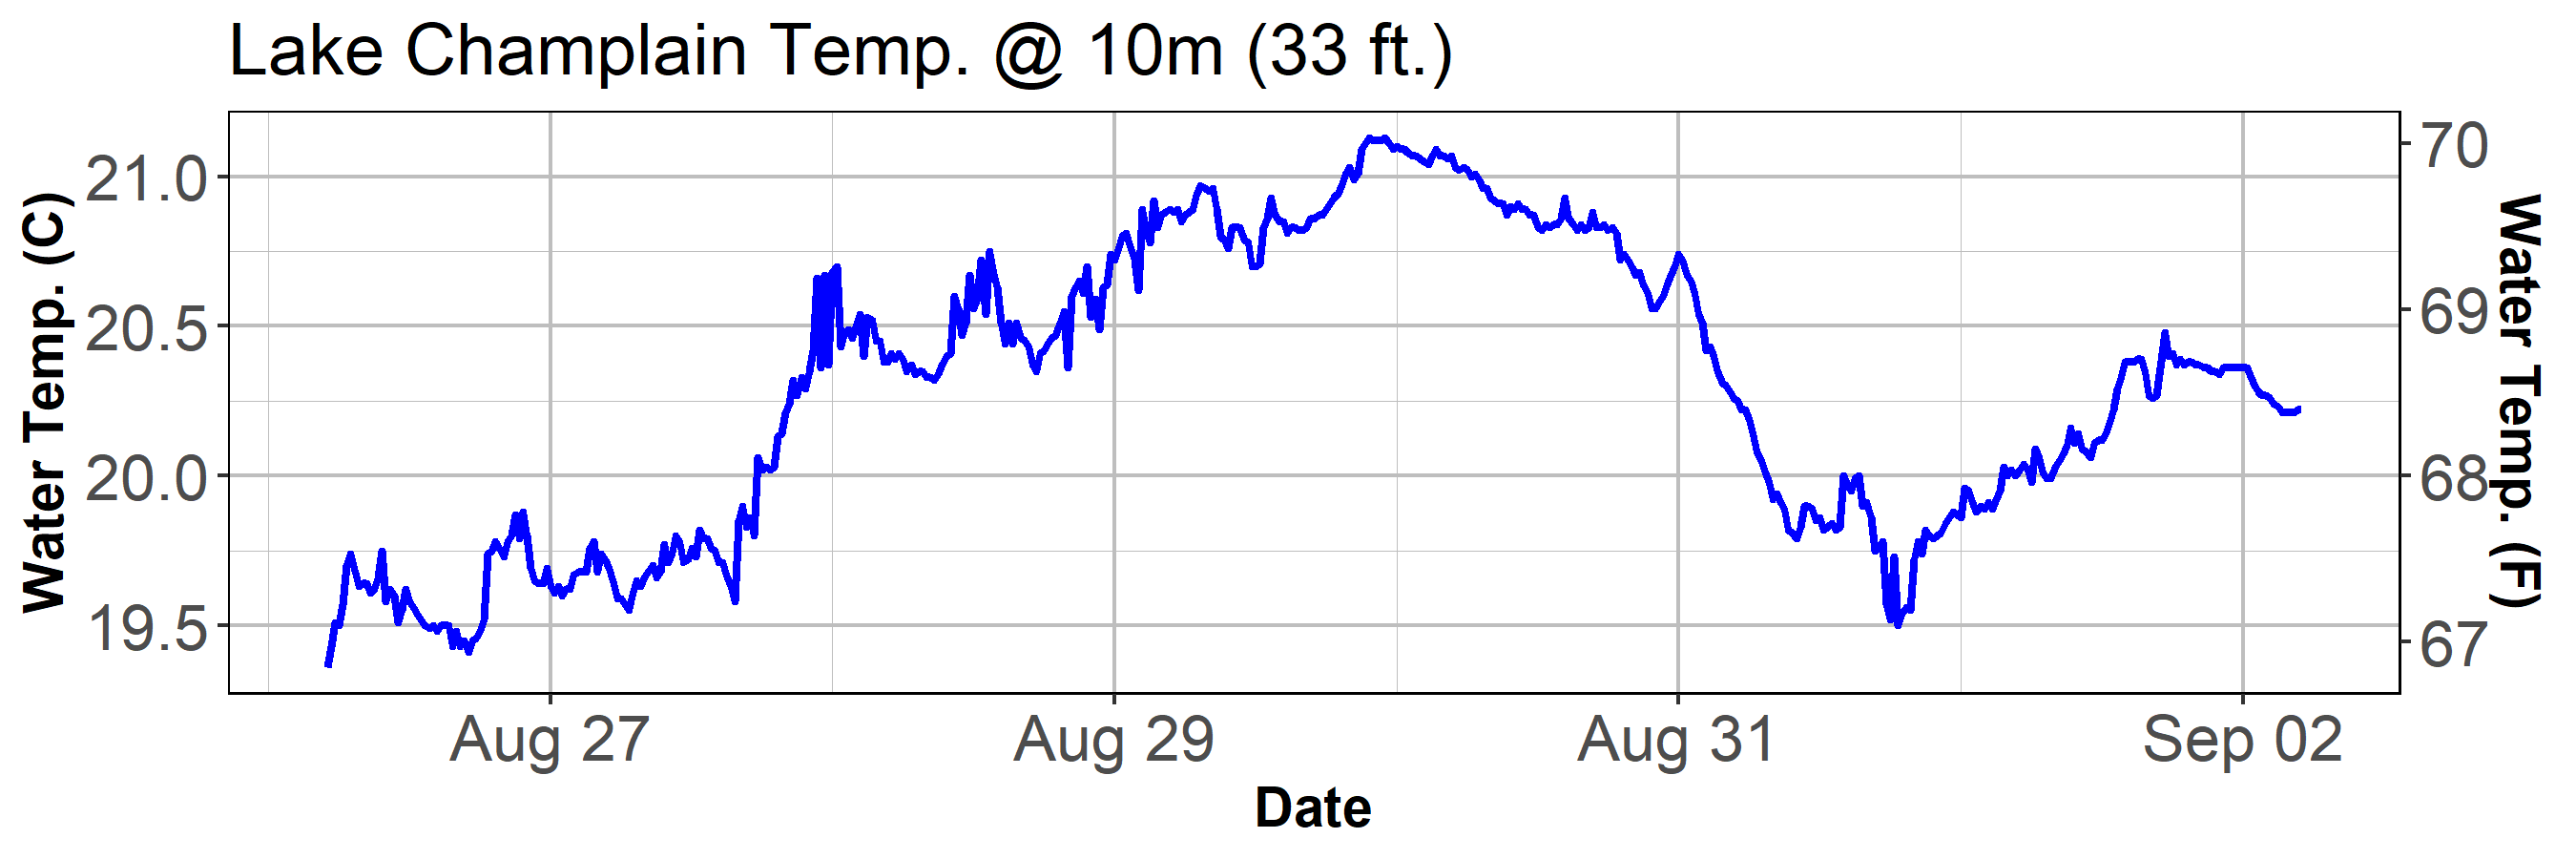 Lake Champlain Temp. @ 10m (33 ft.)
Water Temp. (C)
21.0
20.5
20.0
19.5
70
69
68
67
Water Temp. (F)
Aug 27
Aug 29
Aug 31
Sep 02
Date